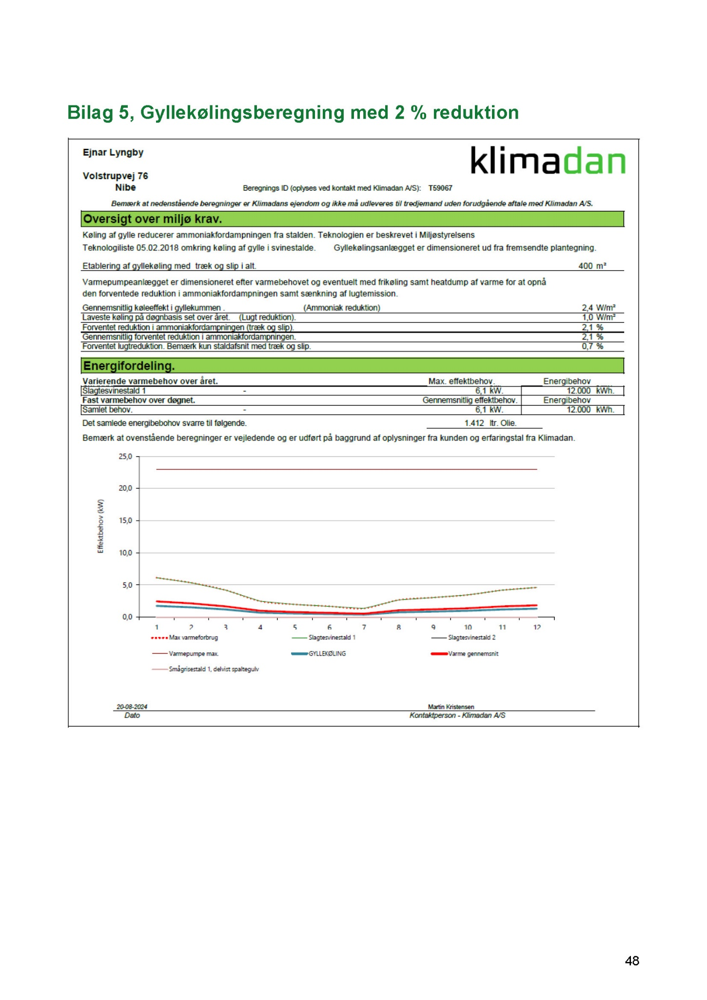 Bilag 5, Gyllekølingsberegning med 2 % reduktion
Ejnar Lyngby
klimadan
Volstrupvej 76
Nibe
Beregnings ID (oplyses ved kontakt med Klimadan A/S): T59067
Bemærk at nedenstående beregninger er Klimadans ejendom og ikke må udleveres til tredjemand uden forudgående aftale med Klimadan A/S.
Oversigt over miljø krav.
Køling af gylle reducerer ammoniakfordampningen fra stalden. Teknologien er beskrevet i Miljøstyrelsens
Teknologiliste 05.02.2018 omkring køling af gylle i svinestalde. Gyllekølingsanlægget er dimensioneret ud fra fremsendte plantegning.
Etablering af gyllekøling med træk og slip i alt. 400 m²
Varmepumpeanlægget er dimensioneret efter varmebehovet og eventuelt med frikøling samt heatdump af varme for at opnå
den forventede reduktion i ammoniakfordampningen samt sænkning af lugtemission.
Gennemsnitlig køleeffekt i gyllekummen . (Ammoniak reduktion) 2,4 W/m²
Laveste køling på døgnbasis set over året. (Lugt reduktion). 1,0 W/m²
Forventet reduktion i ammoniakfordampningen (træk og slip). 2,1 %
Gennemsnitlig forventet reduktion i ammoniakfordampningen. 2,1 %
Forventet lugtreduktion. Bemærk kun staldafsnit med træk og slip. 0,7 %
Energifordeling.
Varierende varmebehov over året. Max. effektbehov. Energibehov
Slagtesvinestald 1 - 6,1 kW. 12.000 kWh.
Fast varmebehov over døgnet. Gennemsnitlig effektbehov. Energibehov
Samlet behov. - 6,1 kW. 12.000 kWh.
Det samlede energibebohov svarre til følgende. 1.412 ltr. Olie.
Bemærk at ovenstående beregninger er vejledende og er udført på baggrund af oplysninger fra kunden og erfaringstal fra Klimadan.
25,0
20,0
15,0
10,0
5,0
0,0
Effektbehov (kW)
1 2 3 4 5 6 7 8 9 10 11 12
Max varmeforbrug Slagtesvinestald 1 Slagtesvinestald 2
Varmepumpe max. GYLLEKØLING Varme gennemsnit
Smågrisestald 1, delvist spaltegulv
20-08-2024 Martin Kristensen
Dato Kontaktperson - Klimadan A/S
48